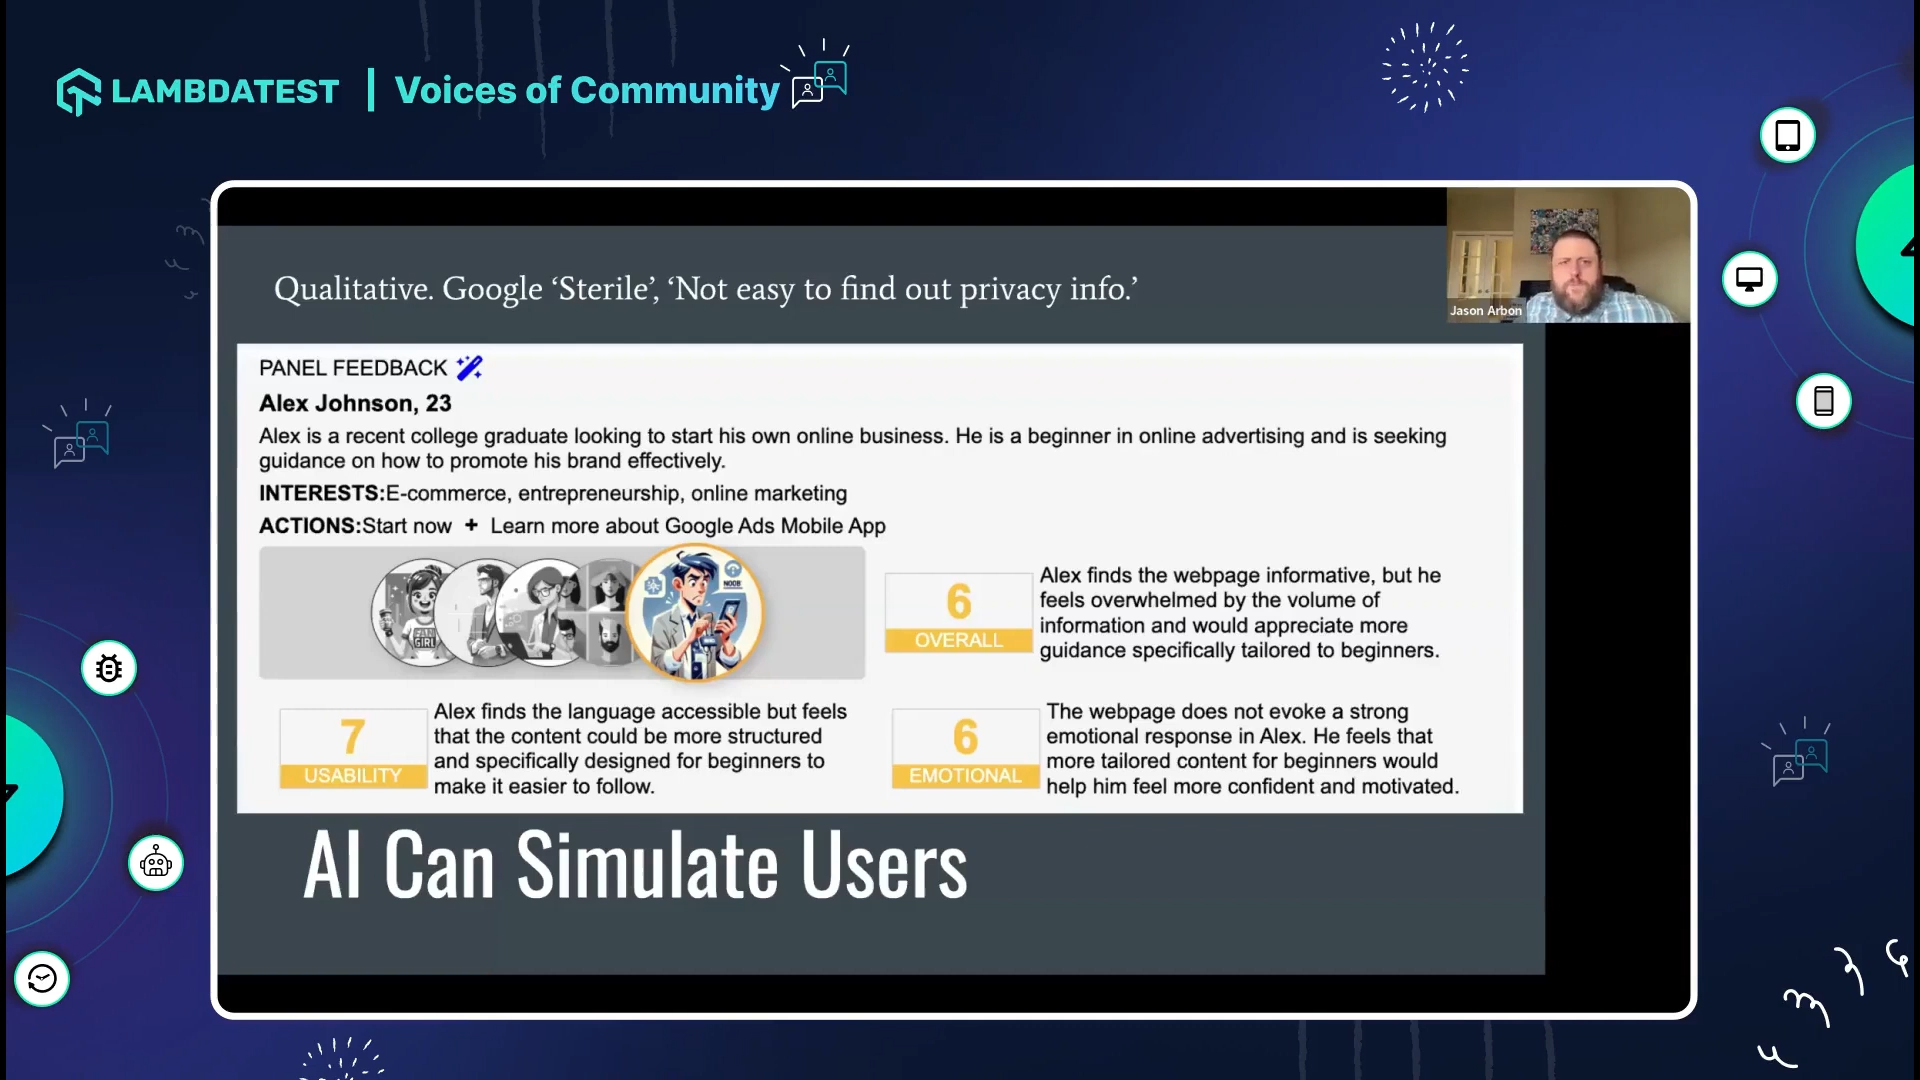 LAMBDATEST | Voices of Community
Qualitative. Google ‘Sterile’, ‘Not easy to find out privacy info.’
Jason Arbon
PANEL FEEDBACK
Alex Johnson, 23
Alex is a recent college graduate looking to start his own online business. He is a beginner in online advertising and is seeking
guidance on how to promote his brand effectively.
INTERESTS:E-commerce, entrepreneurship, online marketing
ACTIONS:Start now + Learn more about Google Ads Mobile App
FAN
GIRL
NOOB
6
OVERALL
Alex finds the webpage informative, but he
feels overwhelmed by the volume of
information and would appreciate more
guidance specifically tailored to beginners.
7
USABILITY
Alex finds the language accessible but feels
that the content could be more structured
and specifically designed for beginners to
make it easier to follow.
6
EMOTIONAL
The webpage does not evoke a strong
emotional response in Alex. He feels that
more tailored content for beginners would
help him feel more confident and motivated.
AI Can Simulate Users